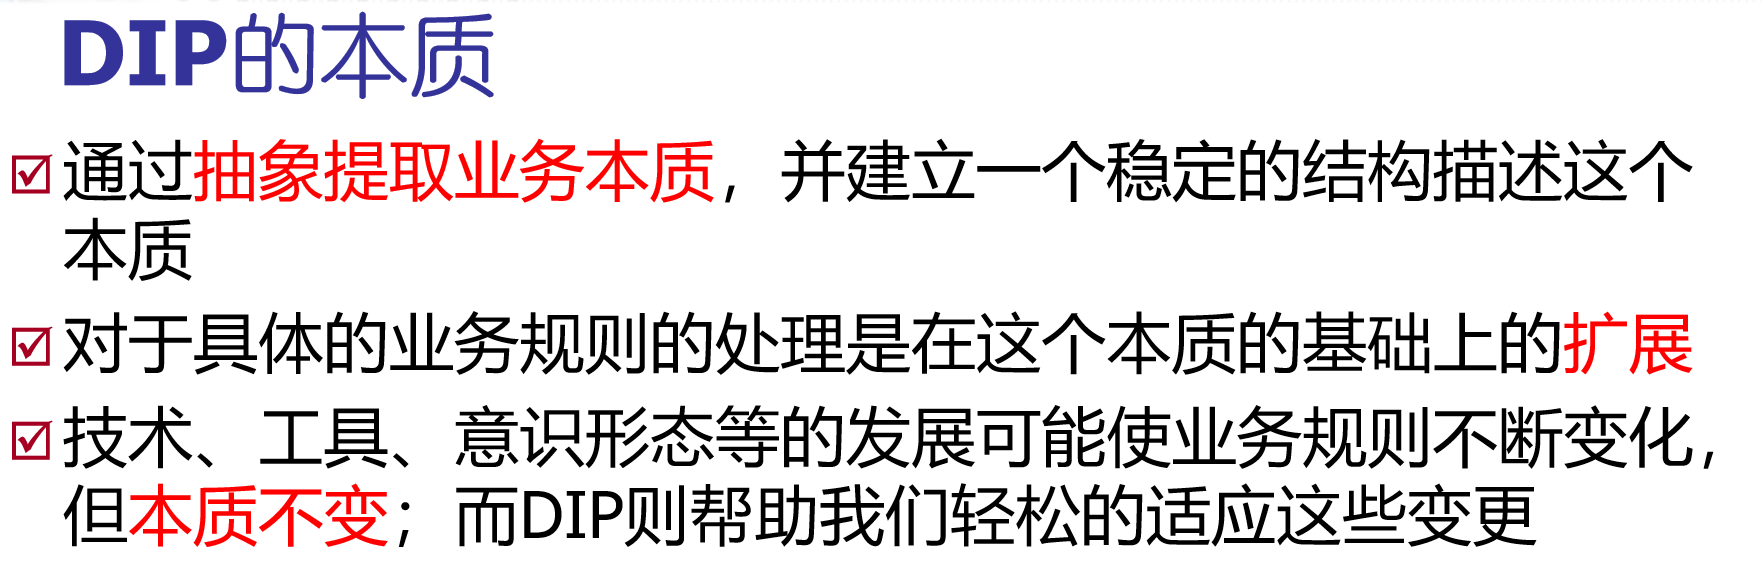 DIP的本质
通过抽象提取业务本质，并建立一个稳定的结构描述这个
本质
对于具体的业务规则的处理是在这个本质的基础上的扩展
技术、工具、意识形态等的发展可能使业务规则不断变化，
但本质不变；而DIP则帮助我们轻松的适应这些变更